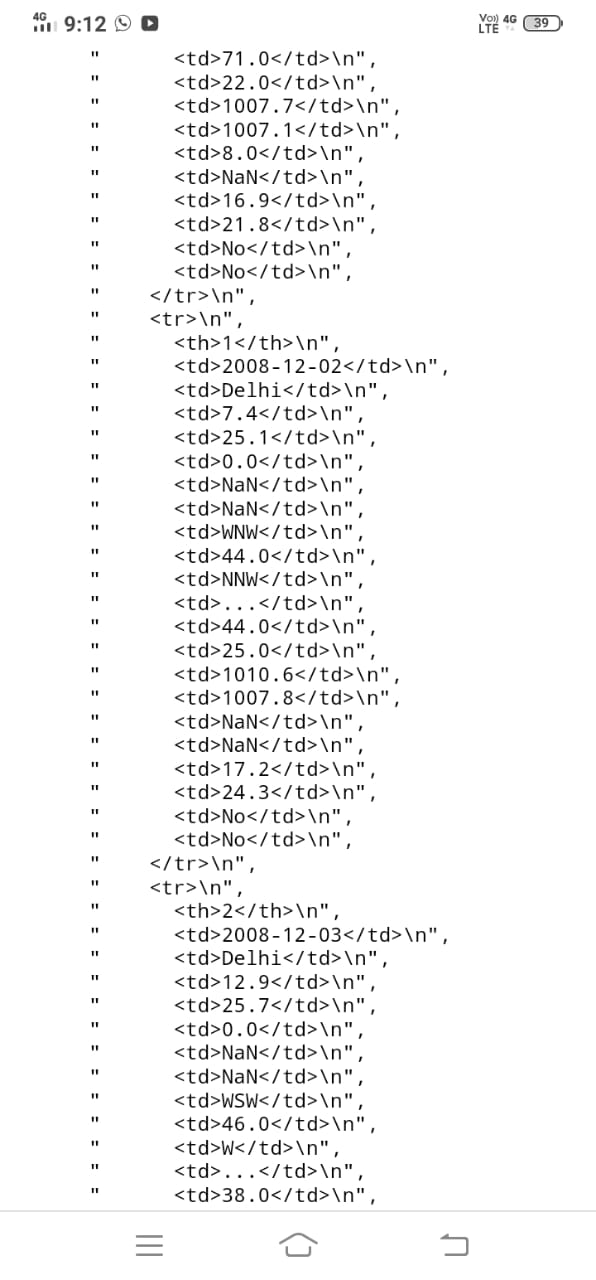 4G 9:12 Vo)) 4G LTE 39
" <td>71.0</td>\n",
" <td>22.0</td>\n",
" <td>1007.7</td>\n",
" <td>1007.1</td>\n",
" <td>8.0</td>\n",
" <td>NaN</td>\n",
" <td>16.9</td>\n",
" <td>21.8</td>\n",
" <td>No</td>\n",
" <td>No</td>\n",
" </tr>\n",
" <tr>\n",
" <th>1</th>\n",
" <td>2008-12-02</td>\n",
" <td>Delhi</td>\n",
" <td>7.4</td>\n",
" <td>25.1</td>\n",
" <td>0.0</td>\n",
" <td>NaN</td>\n",
" <td>NaN</td>\n",
" <td>WNW</td>\n",
" <td>44.0</td>\n",
" <td>NNW</td>\n",
" <td>...</td>\n",
" <td>44.0</td>\n",
" <td>25.0</td>\n",
" <td>1010.6</td>\n",
" <td>1007.8</td>\n",
" <td>NaN</td>\n",
" <td>NaN</td>\n",
" <td>17.2</td>\n",
" <td>24.3</td>\n",
" <td>No</td>\n",
" <td>No</td>\n",
" </tr>\n",
" <tr>\n",
" <th>2</th>\n",
" <td>2008-12-03</td>\n",
" <td>Delhi</td>\n",
" <td>12.9</td>\n",
" <td>25.7</td>\n",
" <td>0.0</td>\n",
" <td>NaN</td>\n",
" <td>NaN</td>\n",
" <td>WSW</td>\n",
" <td>46.0</td>\n",
" <td>W</td>\n",
" <td>...</td>\n",
" <td>38.0</td>\n",